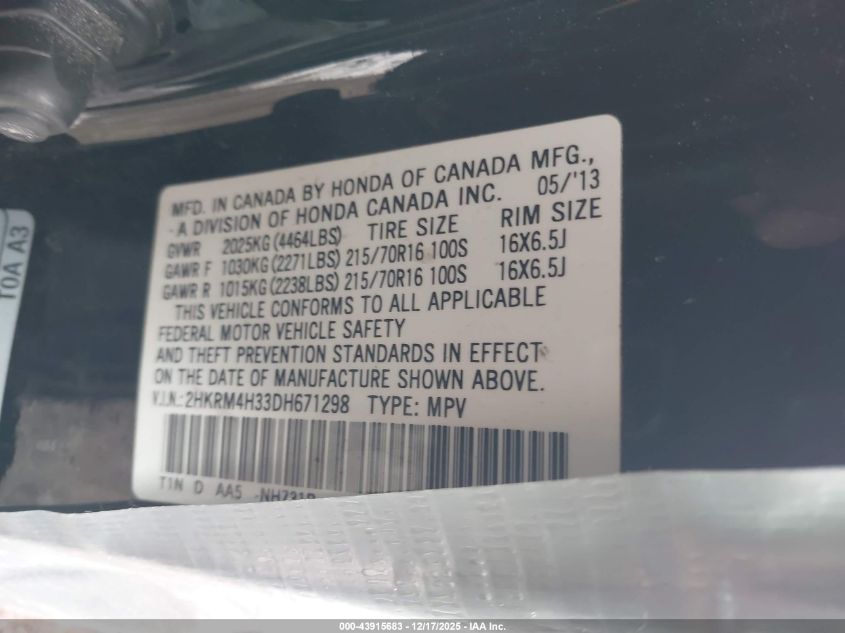 MFD. IN CANADA BY HONDA OF CANADA MFG.,
A DIVISION OF HONDA CANADA INC. 05/'13
GVWR 2025KG (4464LBS) TIRE SIZE RIM SIZE
GAWR F 1030KG (2271LBS) 215/70R16 100S 16X6.5J
GAWR R 1015KG (2238LBS) 215/70R16 100S 16X6.5J
THIS VEHICLE CONFORMS TO ALL APPLICABLE
FEDERAL MOTOR VEHICLE SAFETY
AND THEFT PREVENTION STANDARDS IN EFFECT
ON THE DATE OF MANUFACTURE SHOWN ABOVE.
V.I.N.:2HKRM4H33DH671298 TYPE: MPV
T1N D AA5
T0A A3
000-43915683 - 12/17/2025 - IAA Inc.